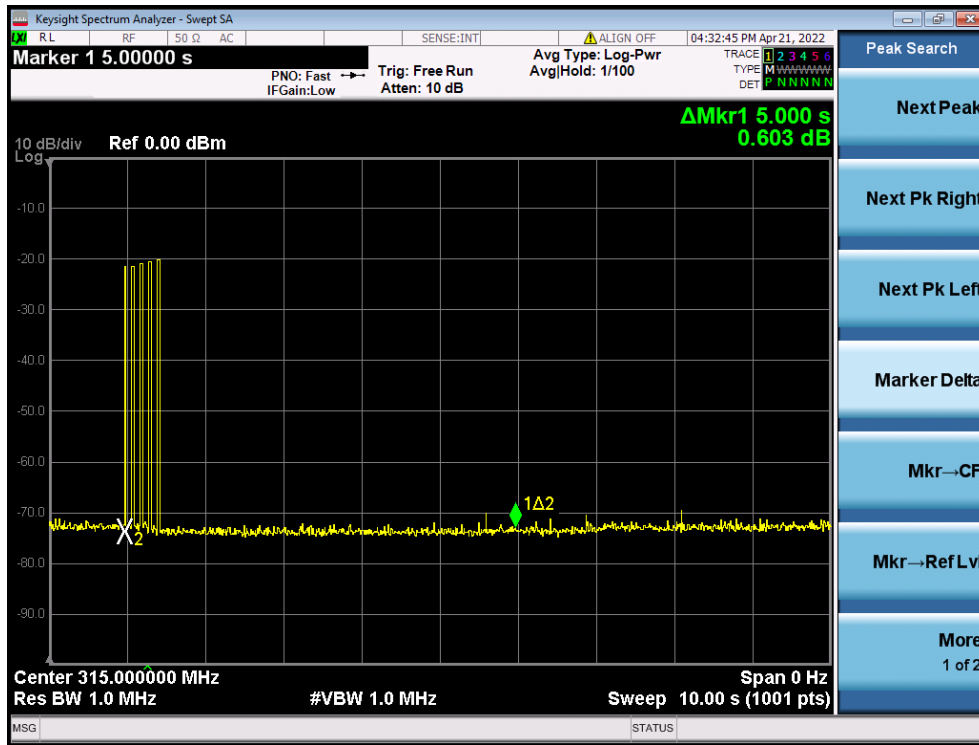 Keysight Spectrum Analyzer - Swept SA
LXI RL RF 50 Ω AC SENSE:INT ALIGN OFF 04:32:45 PM Apr 21, 2022
Marker 1 5.00000 s
PNO: Fast
IFGain:Low
Trig: Free Run
Atten: 10 dB
Avg Type: Log-Pwr
Avg|Hold: 1/100
TRACE 1 2 3 4 5 6
TYPE M WWWWW
DET P N N N N N
Peak Search
ΔMkr1 5.000 s
0.603 dB
10 dB/div Ref 0.00 dBm
Log
-10.0
-20.0
-30.0
-40.0
-50.0
-60.0
-70.0
-80.0
-90.0
1Δ2
2
Center 315.000000 MHz Span 0 Hz
Res BW 1.0 MHz #VBW 1.0 MHz Sweep 10.00 s (1001 pts)
Next Peak
Next Pk Right
Next Pk Left
Marker Delta
Mkr→CF
Mkr→Ref Lvl
More
1 of 2
MSG STATUS